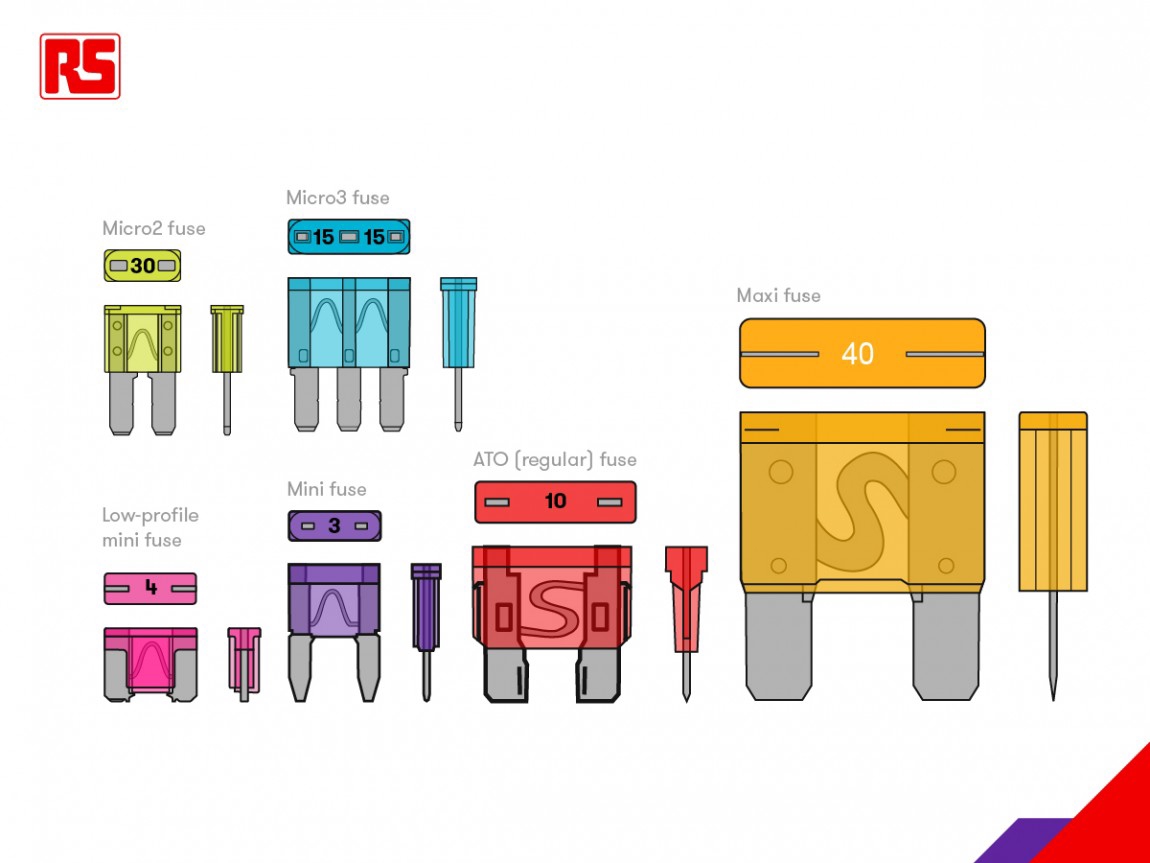 RS
Micro2 fuse
30
Micro3 fuse
15 15
Maxi fuse
40
Low-profile
mini fuse
4
Mini fuse
3
ATO (regular) fuse
10